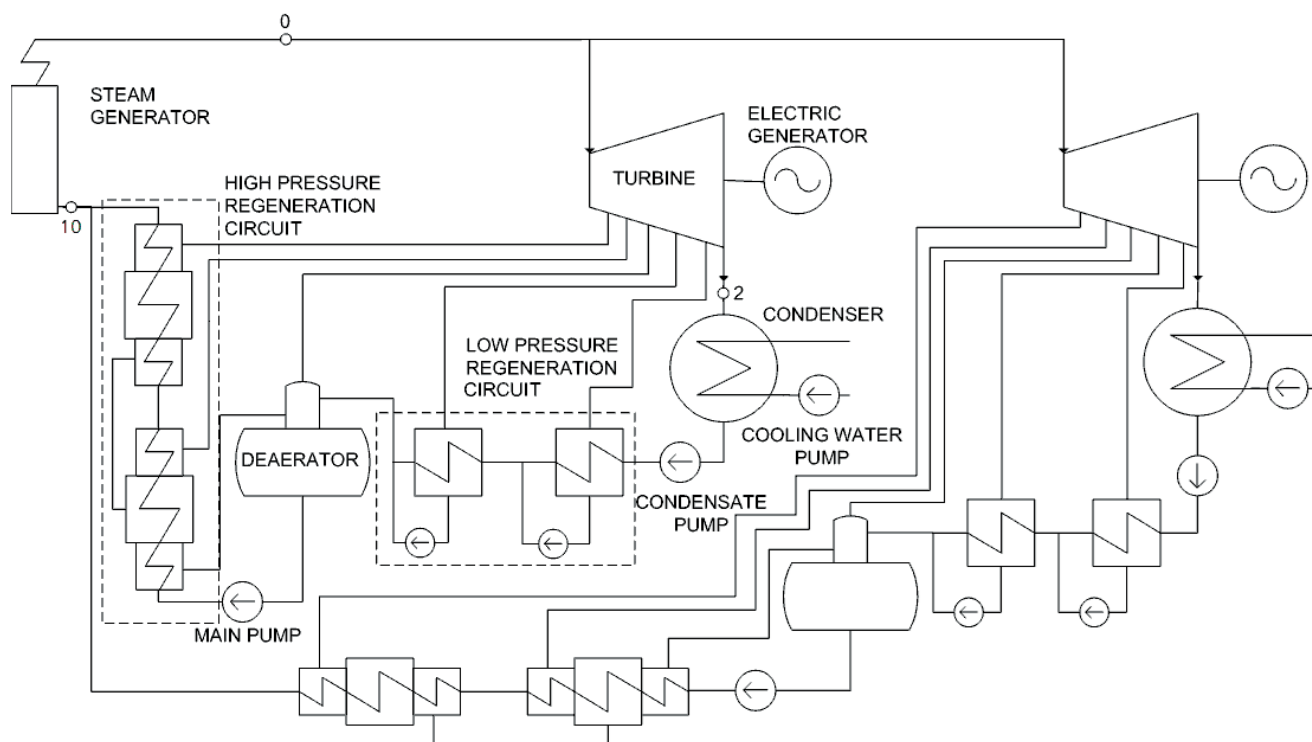 0
STEAM
GENERATOR
ELECTRIC
GENERATOR
TURBINE
HIGH PRESSURE
REGENERATION
CIRCUIT
10
2
CONDENSER
LOW PRESSURE
REGENERATION
CIRCUIT
COOLING WATER
PUMP
DEAERATOR
CONDENSATE
PUMP
MAIN PUMP